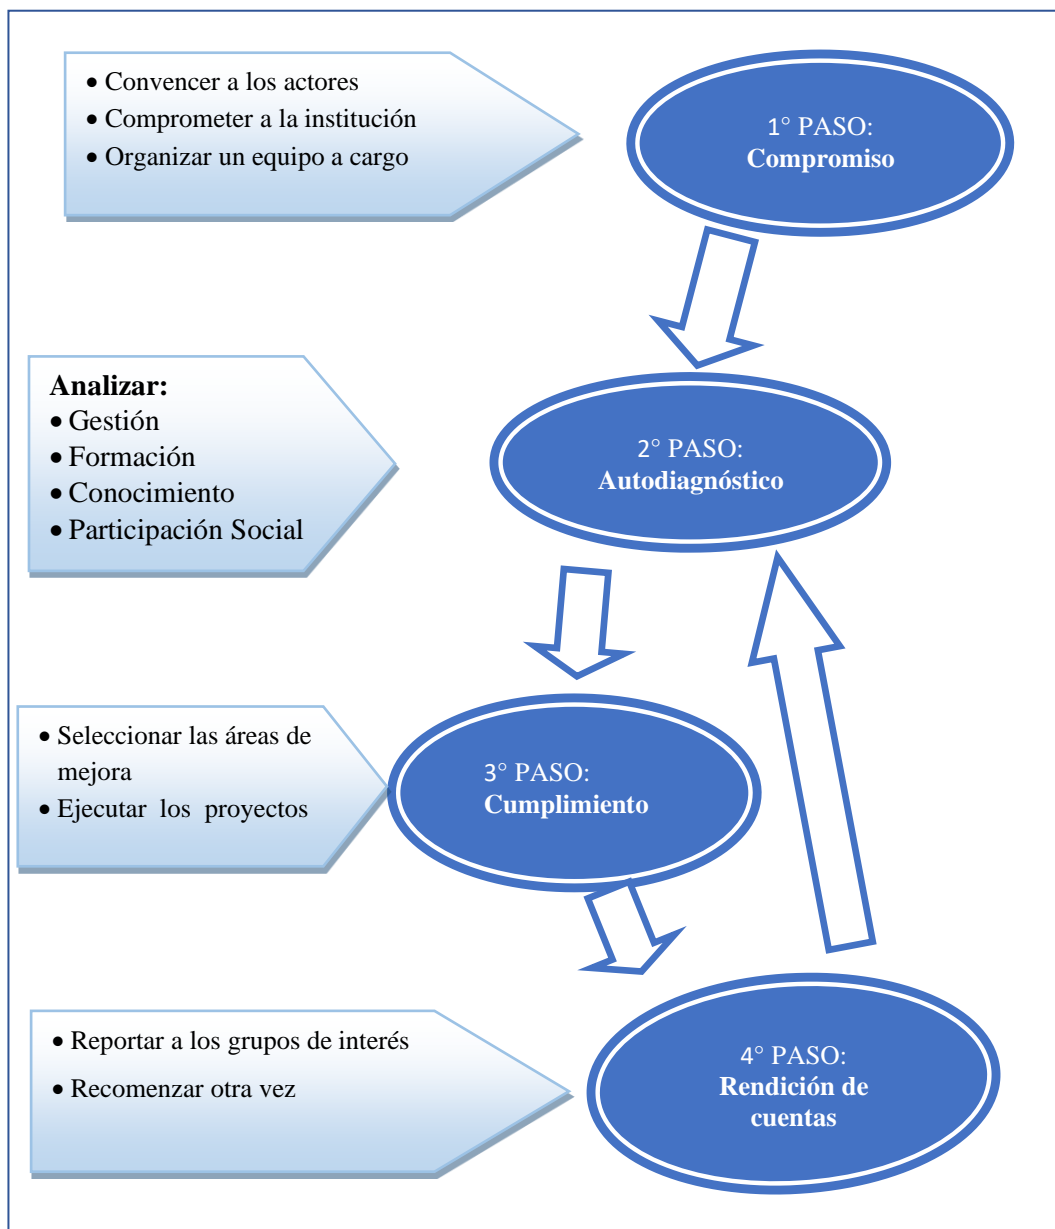 • Convencer a los actores
• Comprometer a la institución
• Organizar un equipo a cargo
1° PASO:
Compromiso
Analizar:
• Gestión
• Formación
• Conocimiento
• Participación Social
2° PASO:
Autodiagnóstico
• Seleccionar las áreas de
mejora
• Ejecutar los proyectos
3° PASO:
Cumplimiento
• Reportar a los grupos de interés
• Recomenzar otra vez
4° PASO:
Rendición de
cuentas